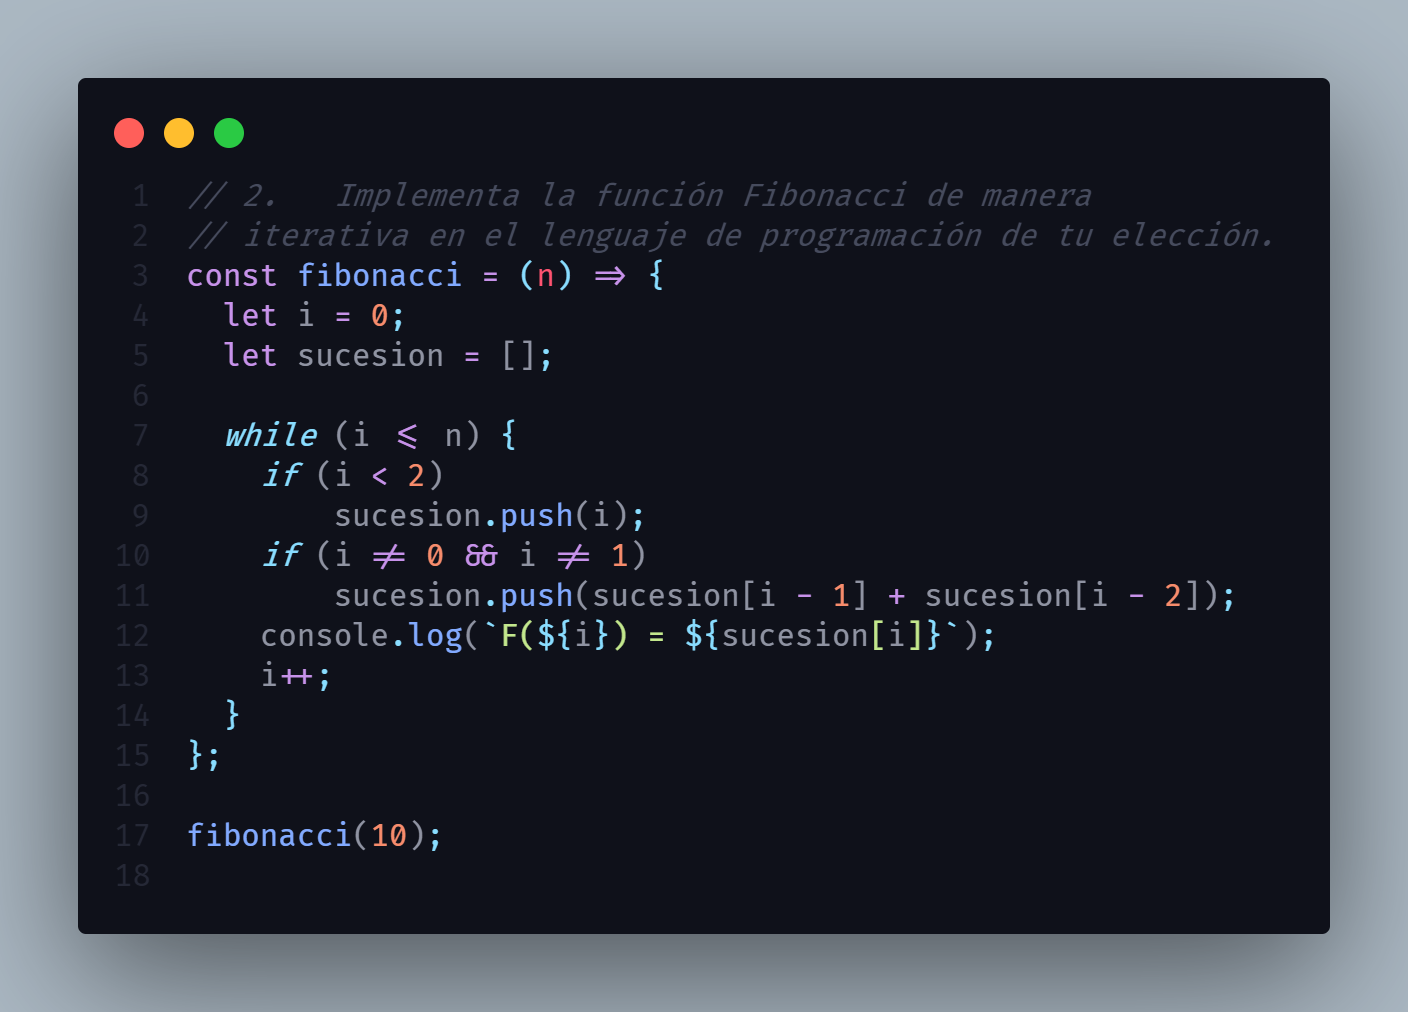 1 // 2.   Implementa la función Fibonacci de manera
2 // iterativa en el lenguaje de programación de tu elección.
3 const fibonacci = (n) => {
4   let i = 0;
5   let sucesion = [];
6
7   while (i <= n) {
8     if (i < 2)
9         sucesion.push(i);
10     if (i != 0 && i != 1)
11         sucesion.push(sucesion[i - 1] + sucesion[i - 2]);
12     console.log(`F(${i}) = ${sucesion[i]}`);
13     i++;
14   }
15 };
16
17 fibonacci(10);
18